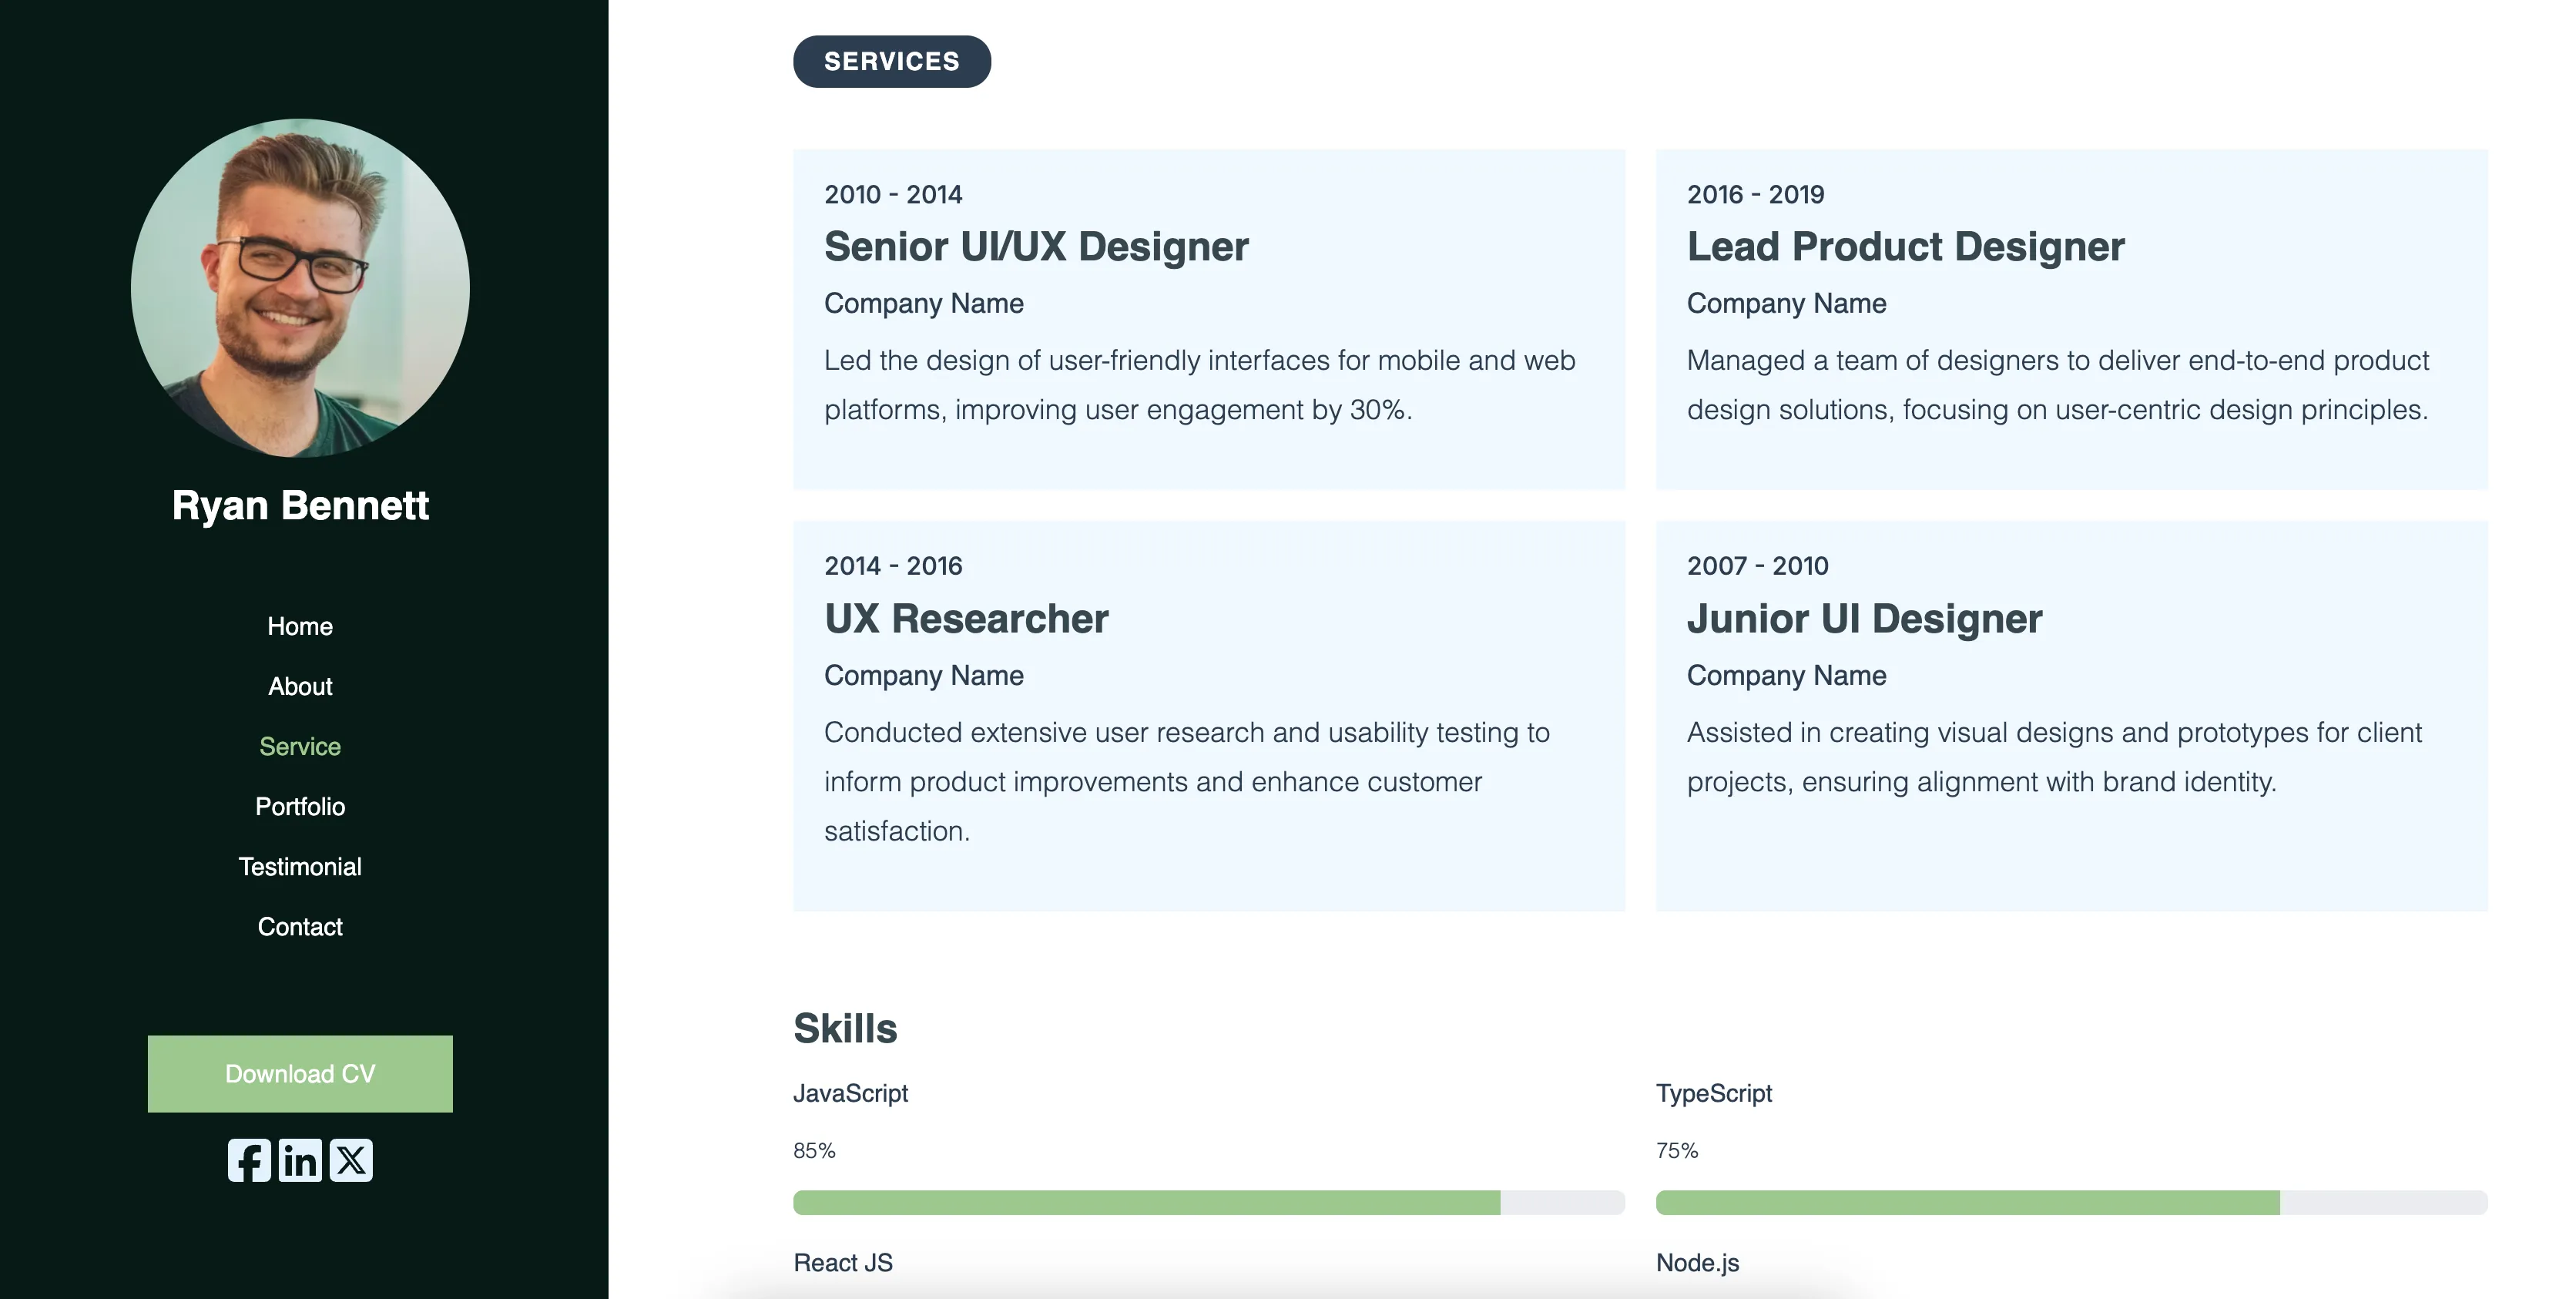 Ryan Bennett
Home
About
Service
Portfolio
Testimonial
Contact
Download CV
SERVICES
2010 - 2014
Senior UI/UX Designer
Company Name
Led the design of user-friendly interfaces for mobile and web
platforms, improving user engagement by 30%.
2016 - 2019
Lead Product Designer
Company Name
Managed a team of designers to deliver end-to-end product
design solutions, focusing on user-centric design principles.
2014 - 2016
UX Researcher
Company Name
Conducted extensive user research and usability testing to
inform product improvements and enhance customer
satisfaction.
2007 - 2010
Junior UI Designer
Company Name
Assisted in creating visual designs and prototypes for client
projects, ensuring alignment with brand identity.
Skills
JavaScript
85%
TypeScript
75%
React JS
Node.js